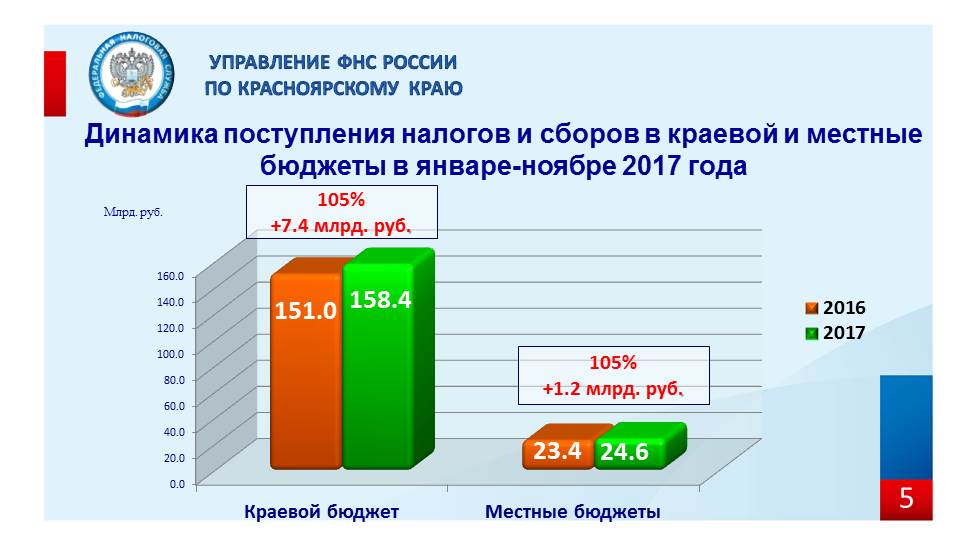 ФЕДЕРАЛЬНАЯ НАЛОГОВАЯ СЛУЖБА
УПРАВЛЕНИЕ ФНС РОССИИ
ПО КРАСНОЯРСКОМУ КРАЮ
Динамика поступления налогов и сборов в краевой и местные
бюджеты в январе-ноябре 2017 года
Млрд. руб.
105%
+7.4 млрд. руб.
160.0
140.0
120.0
100.0
80.0
60.0
40.0
20.0
0.0
151.0
158.4
105%
+1.2 млрд. руб.
23.4
24.6
2016
2017
Краевой бюджет
Местные бюджеты
5